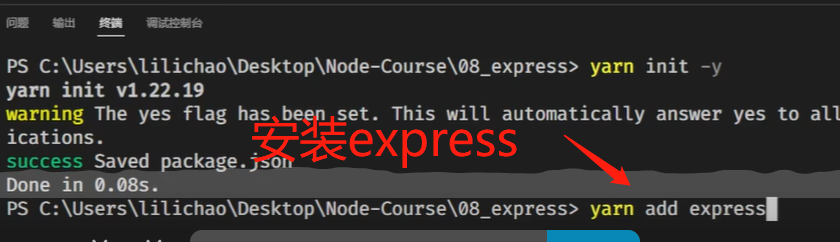 问题 输出 终端 调试控制台
PS C:\Users\lilichao\Desktop\Node-Course\08_express> yarn init -y
yarn init v1.22.19
warning The yes flag has been set. This will automatically answer yes to all
ications.
安装express
success Saved package.json
Done in 0.08s.
PS C:\Users\lilichao\Desktop\Node-Course\08_express> yarn add express